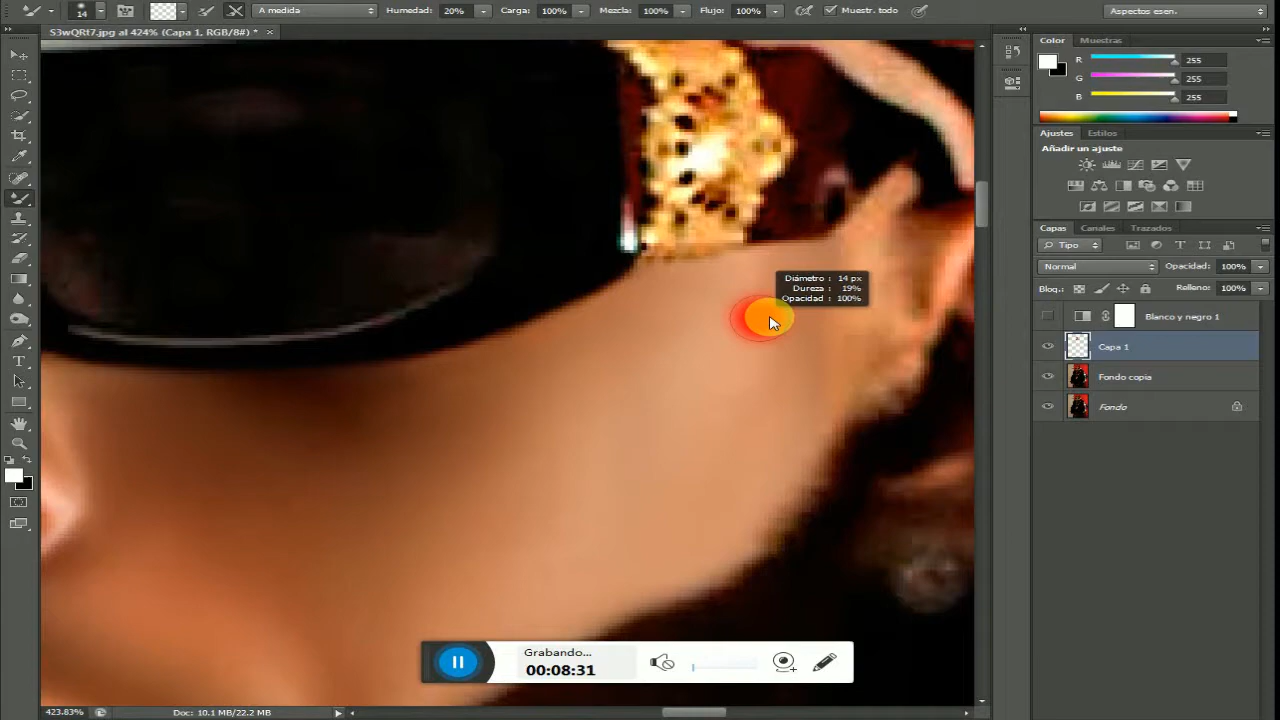 14
A medida
Humedad: 20%
Carga: 100%
Mezcla: 100%
Flujo: 100%
Muestr. todo
Aspectos esen.
S3wQRt7.jpg al 424% (Capa 1, RGB/8#) *
Color
Muestras
R
255
G
255
B
255
Ajustes
Estilos
Añadir un ajuste
Capas
Canales
Trazados
Tipo
Normal
Opacidad: 100%
Bloq.:
Relleno: 100%
Blanco y negro 1
Capa 1
Fondo copia
Fondo
Diámetro : 14 px
Dureza : 19%
Opacidad : 100%
Grabando...
00:08:31
423.83%
Doc: 10.1 MB/22.2 MB